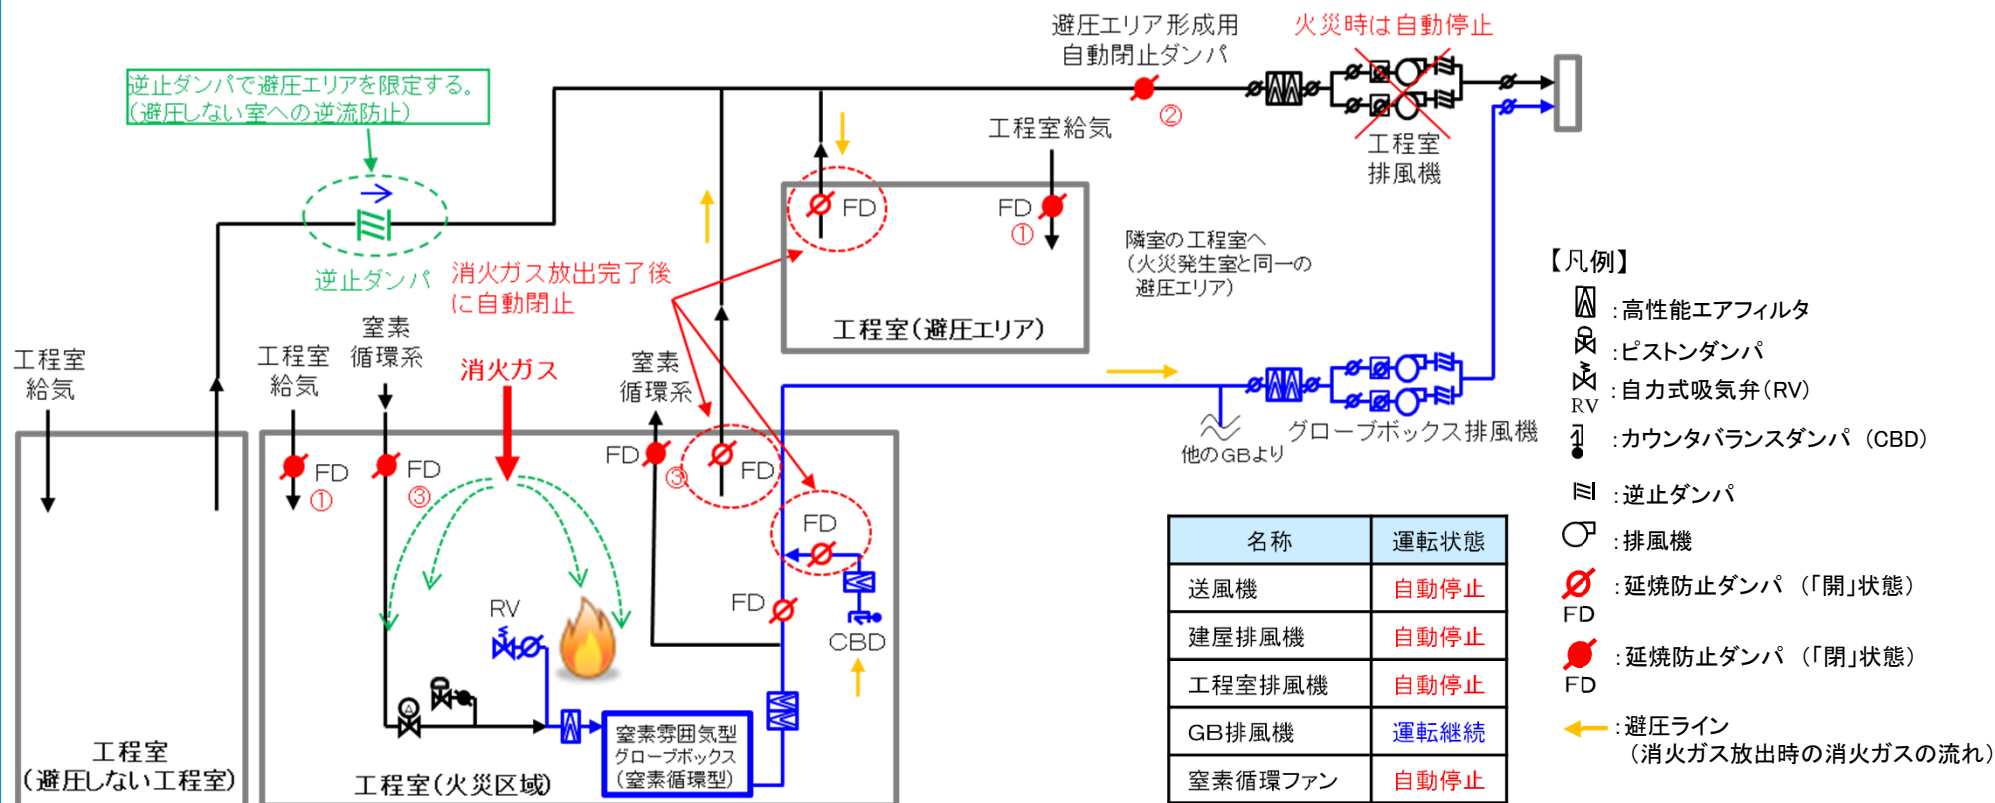 避圧エリア形成用
自動閉止ダンパ
②
火災時は自動停止
工程室
排風機
逆止ダンパで避圧エリアを限定する。
(避圧しない室への逆流防止)
逆止ダンパ
消火ガス放出完了後
に自動閉止
工程室給気
FD
FD
①
工程室(避圧エリア)
隣室の工程室へ
(火災発生室と同一の
避圧エリア)
工程室
給気
工程室
給気
窒素
循環系
消火ガス
窒素
循環系
FD
①
FD
③
FD
③
FD
FD
FD
CBD
RV
窒素雰囲気型
グローブボックス
(窒素循環型)
工程室
(避圧しない工程室)
工程室(火災区域)
他のGBより
グローブボックス排風機
名称 運転状態
送風機 自動停止
建屋排風機 自動停止
工程室排風機 自動停止
GB排風機 運転継続
窒素循環ファン 自動停止
【凡例】
:高性能エアフィルタ
:ピストンダンパ
:自力式吸気弁(RV)
RV
:カウンタバランスダンパ (CBD)
:逆止ダンパ
:排風機
:延焼防止ダンパ (「開」状態)
FD
:延焼防止ダンパ (「閉」状態)
FD
:避圧ライン
(消火ガス放出時の消火ガスの流れ)